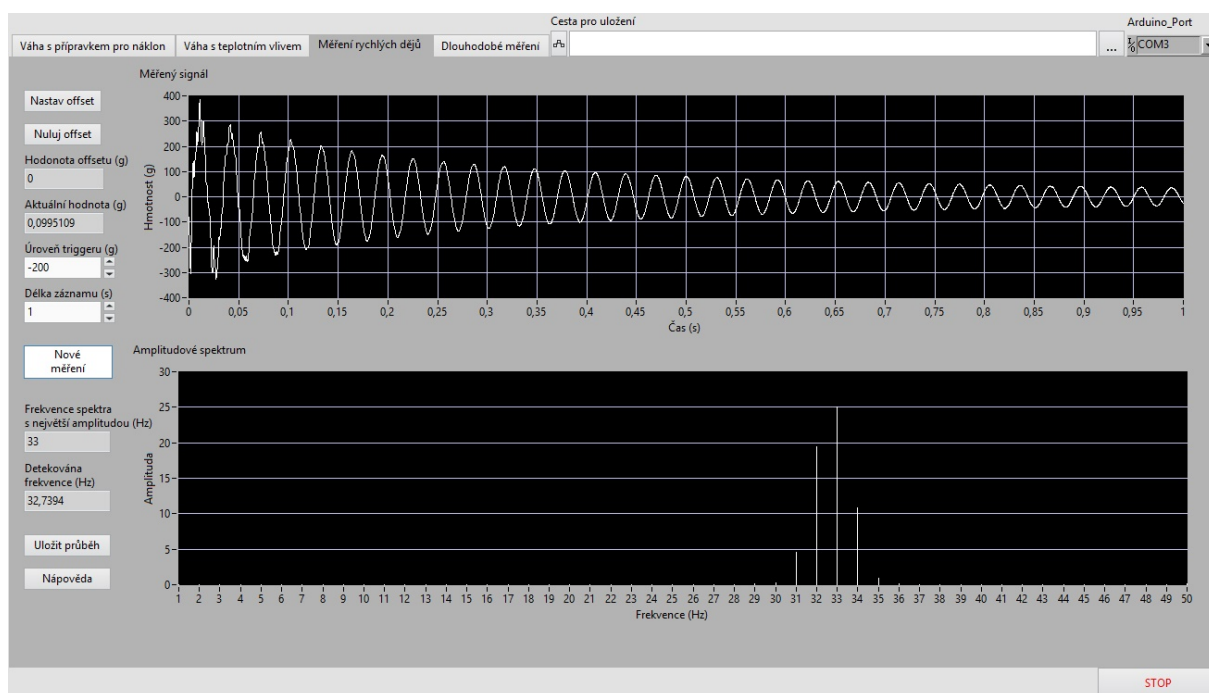 Cesta pro uložení
Arduino_Port
Váha s přípravkem pro náklon
Váha s teplotním vlivem
Měření rychlých dějů
Dlouhodobé měření
...
COM3
Měřený signál
Nastav offset
Nuluj offset
Hodonota offsetu (g)
0
Aktuální hodnota (g)
0,0995109
Úroveň triggeru (g)
-200
Délka záznamu (s)
1
Nové
měření
Hmotnost (g)
400
300
200
100
0
-100
-200
-300
-400
0 0,05 0,1 0,15 0,2 0,25 0,3 0,35 0,4 0,45 0,5 0,55 0,6 0,65 0,7 0,75 0,8 0,85 0,9 0,95 1
Čas (s)
Amplitudové spektrum
Frekvence spektra
s největší amplitudou (Hz)
33
Detekována
frekvence (Hz)
32,7394
Uložit průběh
Nápověda
Amplituda
30
25
20
15
10
5
0
1 2 3 4 5 6 7 8 9 10 11 12 13 14 15 16 17 18 19 20 21 22 23 24 25 26 27 28 29 30 31 32 33 34 35 36 37 38 39 40 41 42 43 44 45 46 47 48 49 50
Frekvence (Hz)
STOP